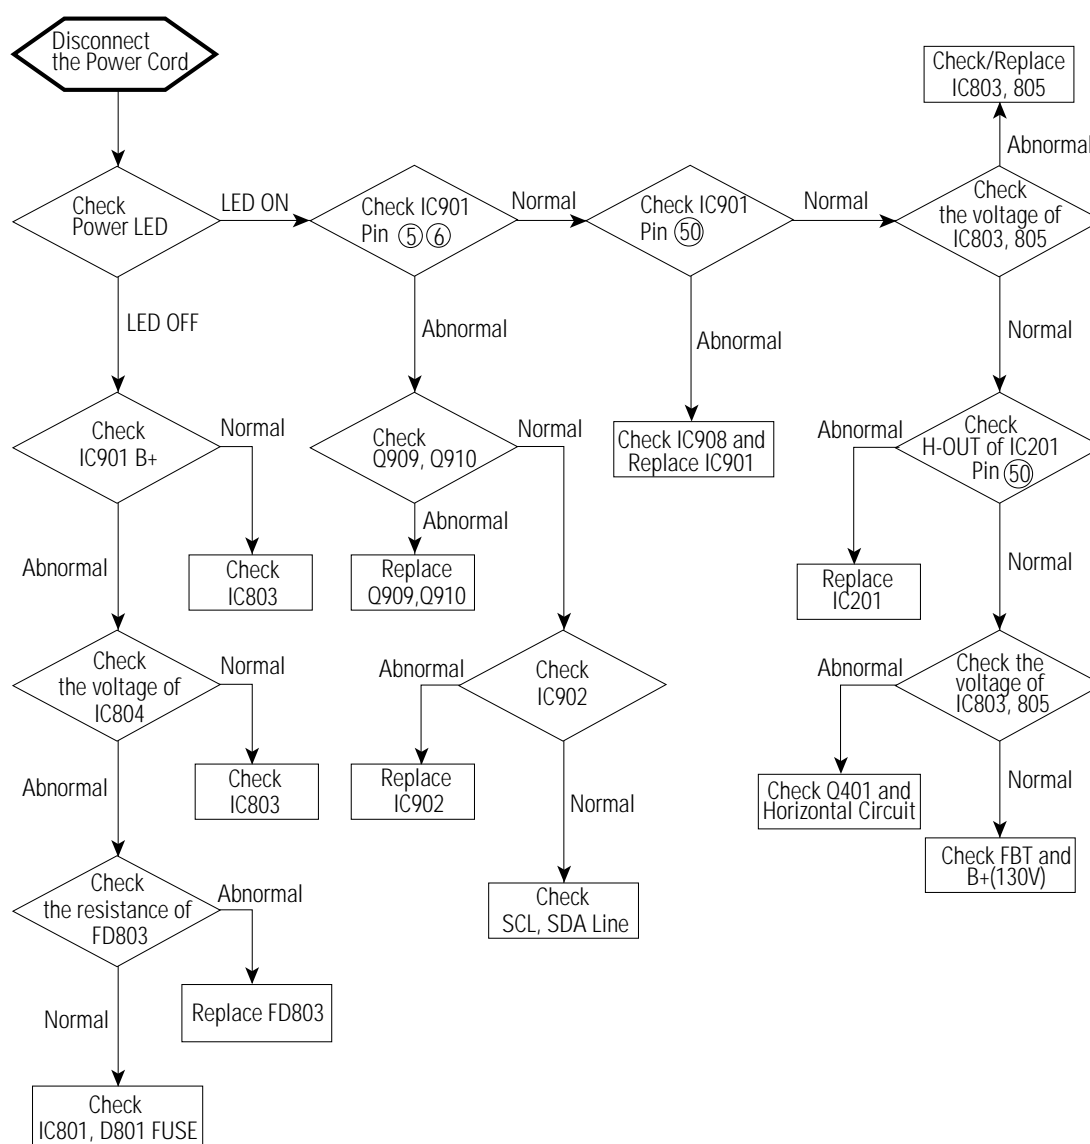 Disconnect
the Power Cord
Check/Replace
IC803, 805
Abnormal
Check
Power LED
LED ON
Check IC901
Pin ⑤⑥
Normal
Check IC901
Pin ㊿
Normal
Check
the voltage of
IC803, 805
LED OFF
Abnormal
Abnormal
Normal
Check
IC901 B+
Normal
Check
Q909, Q910
Normal
Check IC908 and
Replace IC901
Abnormal
Check
H-OUT of IC201
Pin ㊿
Abnormal
Check
IC803
Abnormal
Replace
Q909,Q910
Replace
IC201
Normal
Check
the voltage of
IC804
Normal
Abnormal
Check
IC902
Abnormal
Check the
voltage of
IC803, 805
Abnormal
Check
IC803
Replace
IC902
Normal
Check Q401 and
Horizontal Circuit
Normal
Check FBT and
B+(130V)
Check
the resistance of
FD803
Abnormal
Check
SCL, SDA Line
Normal
Replace FD803
Check
IC801, D801 FUSE